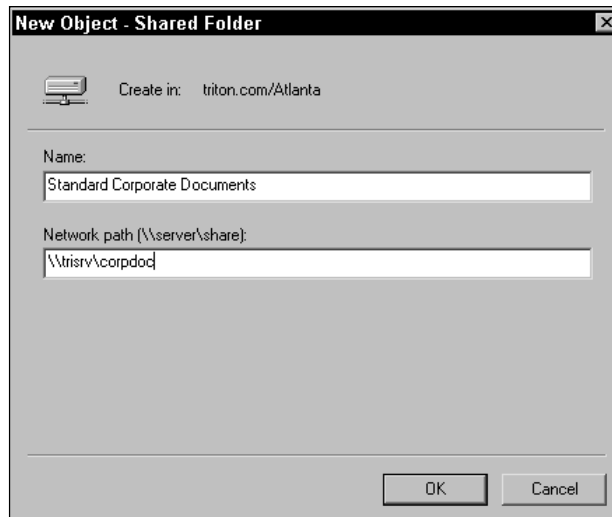 New Object - Shared Folder
Create in: triton.com/Atlanta
Name:
Standard Corporate Documents
Network path (\\server\share):
\\trisrv\corpdoc
OK Cancel